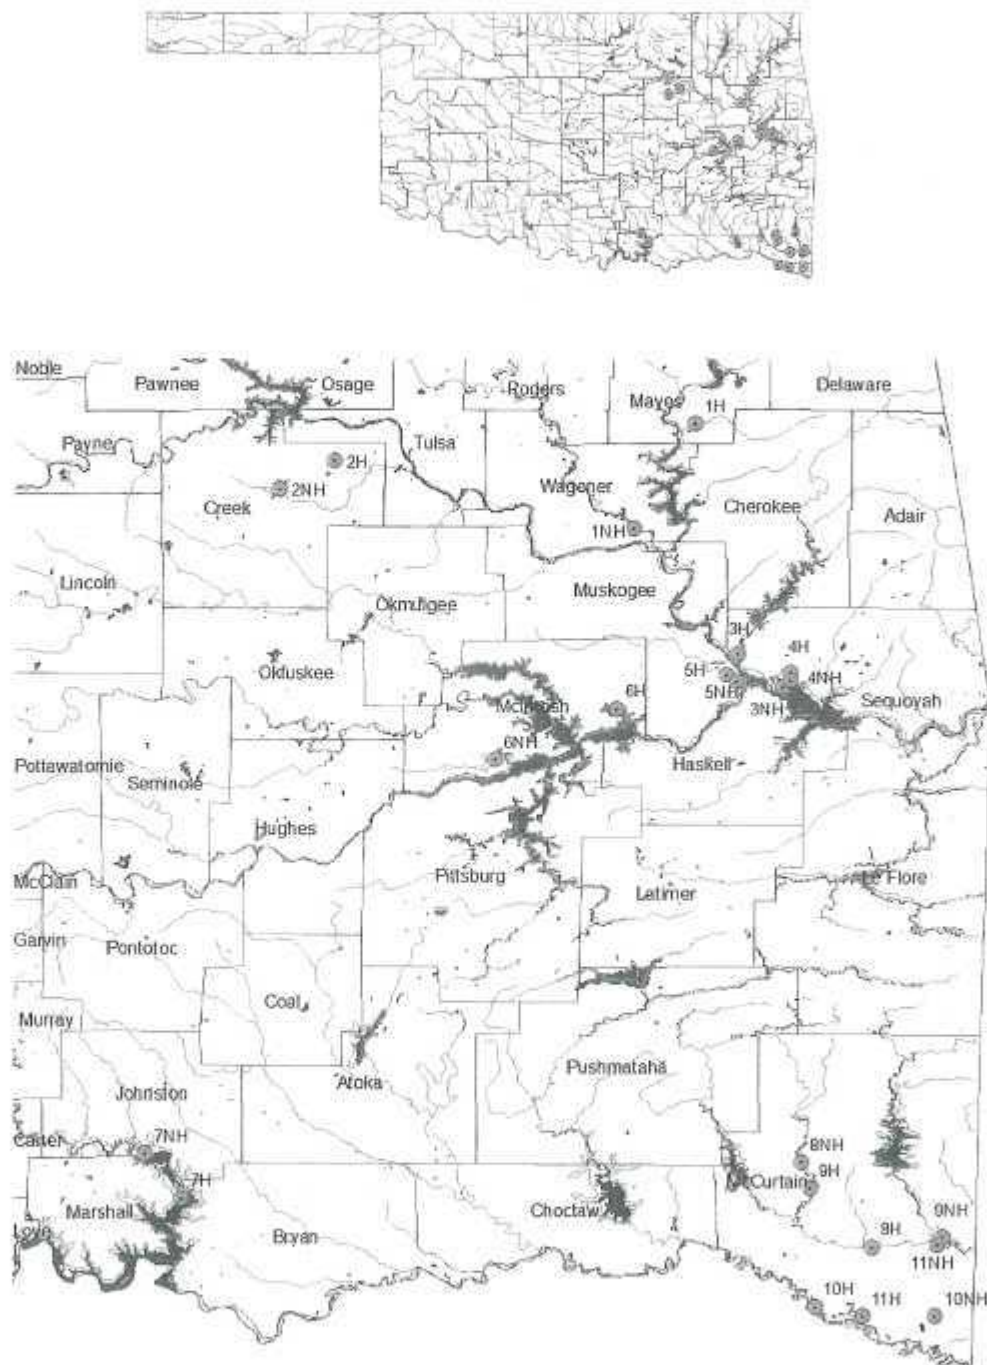 Noble
Pawnee
Osage
Rogers
Mayes
1H
Delaware
Payne
Tulsa
2H
2NH
Creek
Wagoner
Cherokee
Adair
1NH
Lincoln
Okmulgee
Muskogee
3H
4H
Okfuskee
5H
5NH
4NH
3NH
Sequoyah
6H
McIntosh
6NH
Pottawatomie
Seminole
Haskell
Hughes
McClain
Pittsburg
Latimer
Le Flore
Garvin
Pontotoc
Coal
Murray
Atoka
Pushmataha
Johnston
Carter
7NH
8NH
9H
7H
McCurtain
Marshall
Choctaw
Love
Bryan
9NH
9H
11NH
10H
11H
10NH